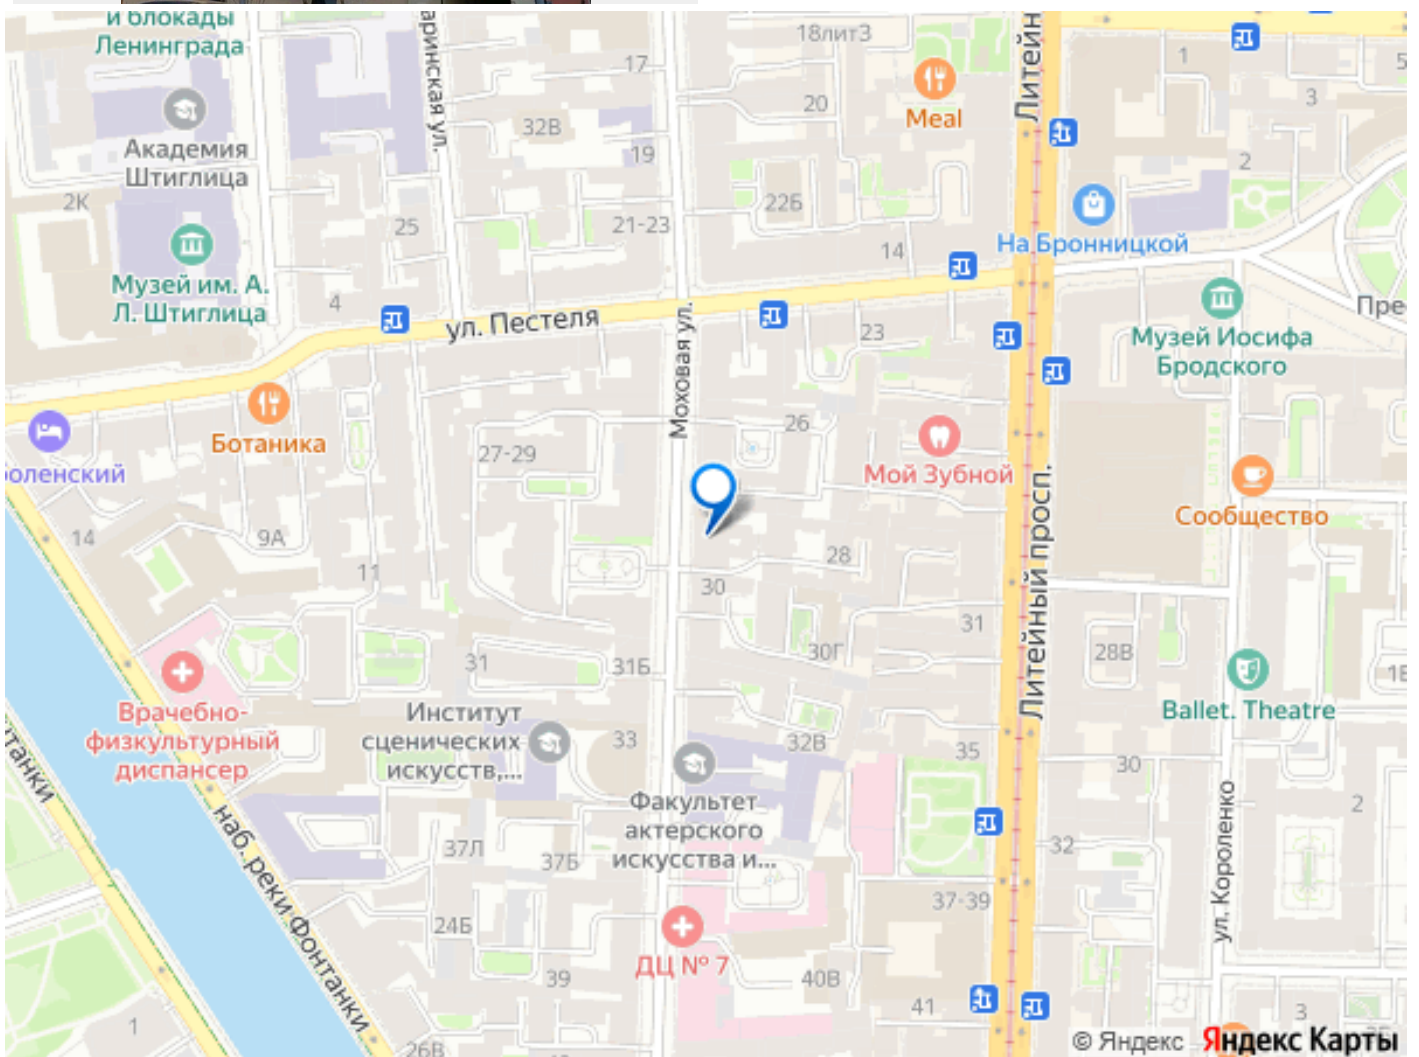 и блокады
Ленинграда
аринская ул.
17
18лит3
Meal
20
Литейн
1
5
3
Академия
Штиглица
32В
19
2
2К
25
21-23
22Б
14
На Бронницкой
Музей им. А.
Л. Штиглица
4
ул. Пестеля
Моховая ул.
23
Музей Иосифа
Бродского
Пре
Ботаника
оленский
27-29
26
Мой Зубной
Сообщество
14
9А
11
28
30
Литейный просп.
31
31Б
30Г
31
28В
1Б
Ballet. Theatre
Врачебно-
физкультурный
диспансер
Институт
сценических
искусств,...
33
32В
35
30
Факультет
актерского
искусства и...
2
нтанки
наб. реки Фонтанки
37Л
37Б
32
ул. Короленко
37-39
24Б
ДЦ № 7
39
40В
41
3
1
26В
© Яндекс Яндекс Карты